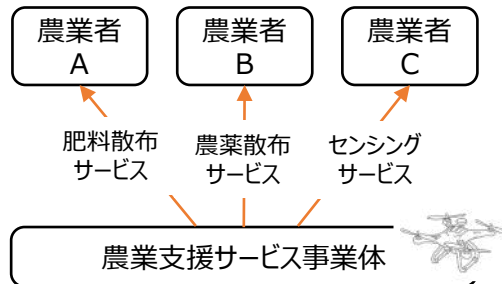 農業者
A
農業者
B
農業者
C
肥料散布
サービス
農薬散布
サービス
センシング
サービス
農業支援サービス事業体